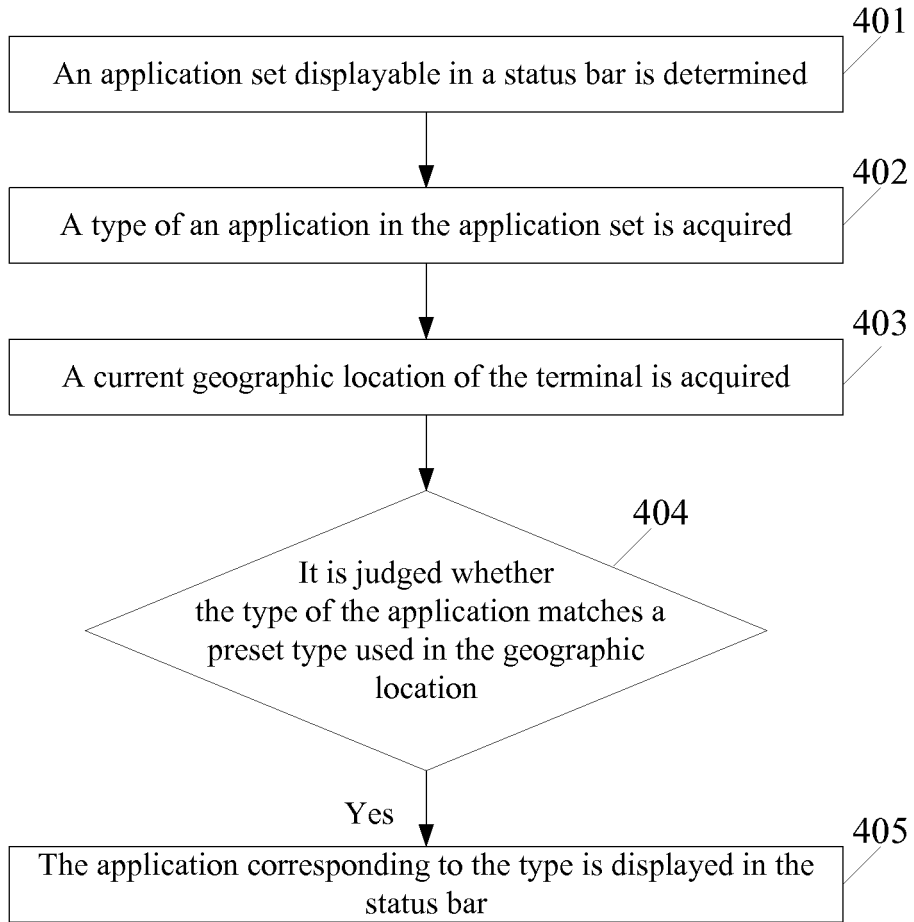 401
An application set displayable in a status bar is determined
402
A type of an application in the application set is acquired
403
A current geographic location of the terminal is acquired
404
It is judged whether
the type of the application matches a
preset type used in the geographic
location
Yes
405
The application corresponding to the type is displayed in the
status bar